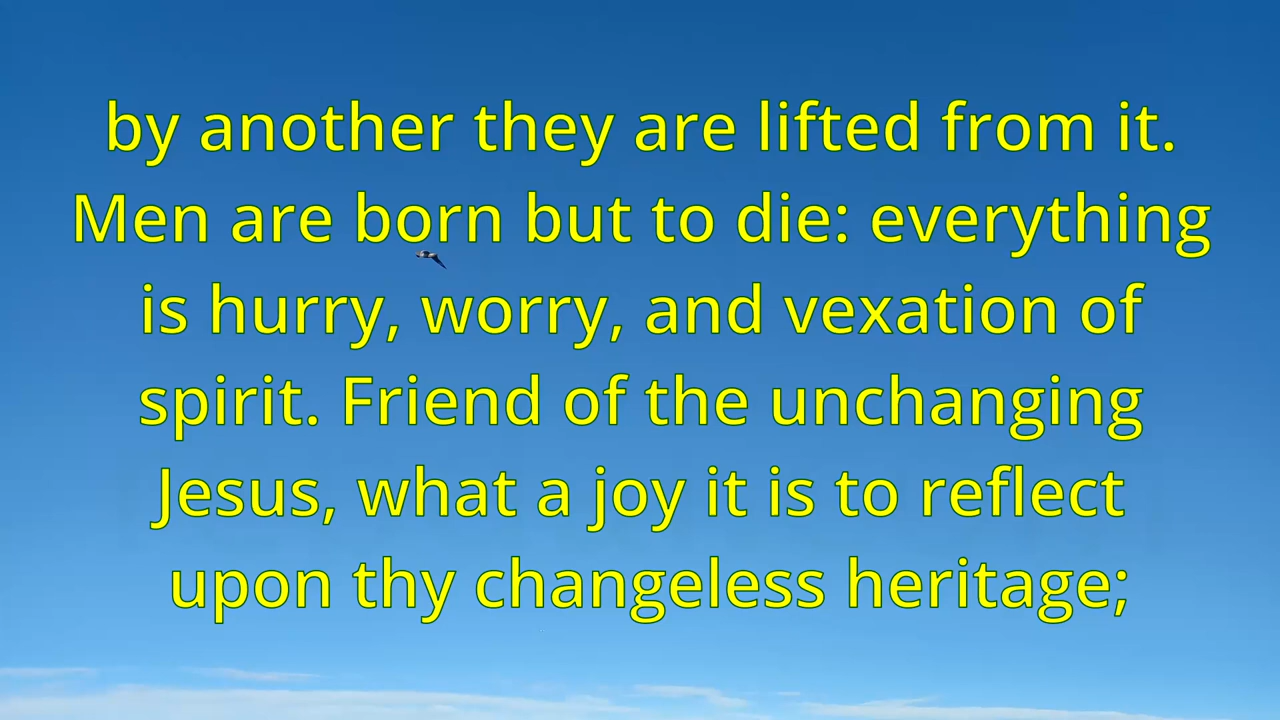 by another they are lifted from it.
Men are born but to die: everything
is hurry, worry, and vexation of
spirit. Friend of the unchanging
Jesus, what a joy it is to reflect
upon thy changeless heritage;